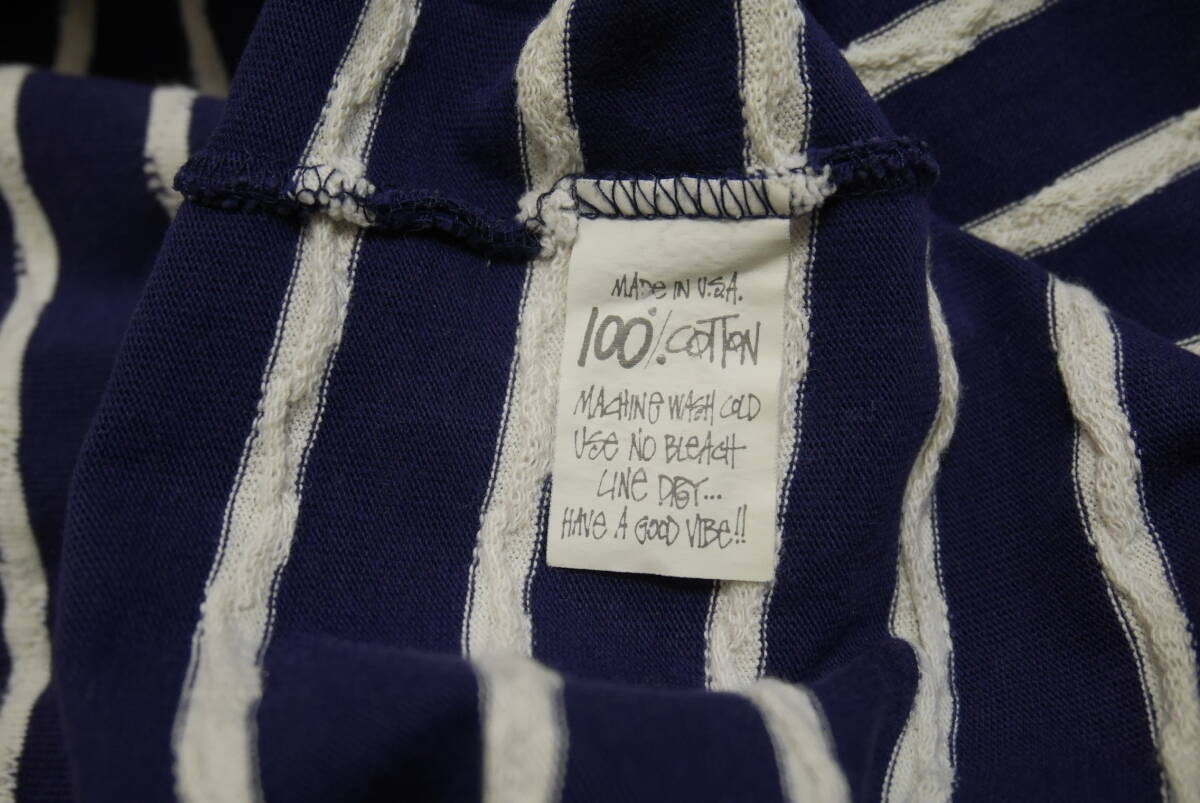 MADE IN U.S.A.
100% COTTON
MACHINE WASH COLD
USE NO BLEACH
LINE DRY...
HAVE A GOOD VIBE!!